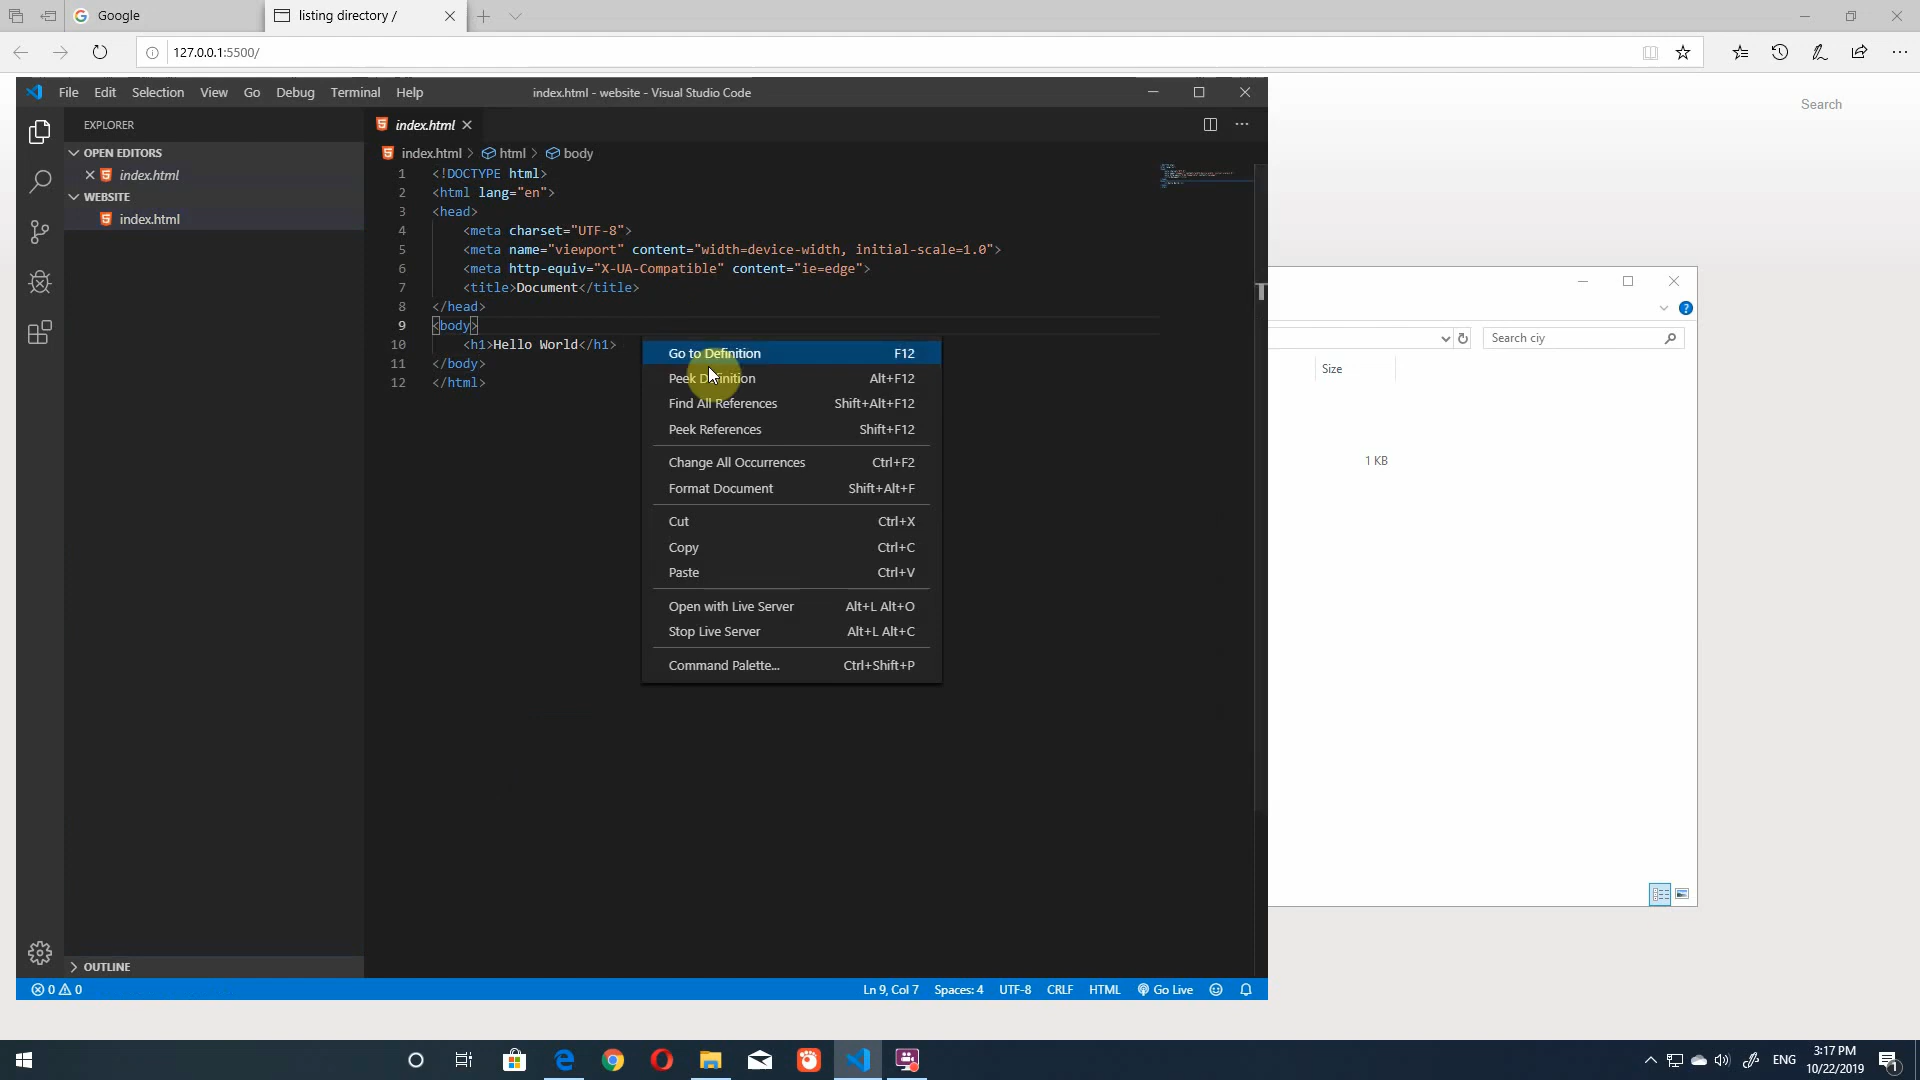 Google
listing directory /
127.0.0.1:5500/
Search
File Edit Selection View Go Debug Terminal Help
index.html - website - Visual Studio Code
EXPLORER
OPEN EDITORS
index.html
WEBSITE
index.html
OUTLINE
index.html
index.html > html > body
1 <!DOCTYPE html>
2 <html lang="en">
3 <head>
4 <meta charset="UTF-8">
5 <meta name="viewport" content="width=device-width, initial-scale=1.0">
6 <meta http-equiv="X-UA-Compatible" content="ie=edge">
7 <title>Document</title>
8 </head>
9 <body>
10 <h1>Hello World</h1>
11 </body>
12 </html>
Go to Definition F12
Peek Definition Alt+F12
Find All References Shift+Alt+F12
Peek References Shift+F12
Change All Occurrences Ctrl+F2
Format Document Shift+Alt+F
Cut Ctrl+X
Copy Ctrl+C
Paste Ctrl+V
Open with Live Server Alt+L Alt+O
Stop Live Server Alt+L Alt+C
Command Palette... Ctrl+Shift+P
Search ciy
Size
1 KB
0 0
Ln 9, Col 7 Spaces: 4 UTF-8 CRLF HTML Go Live
ENG
3:17 PM
10/22/2019
1